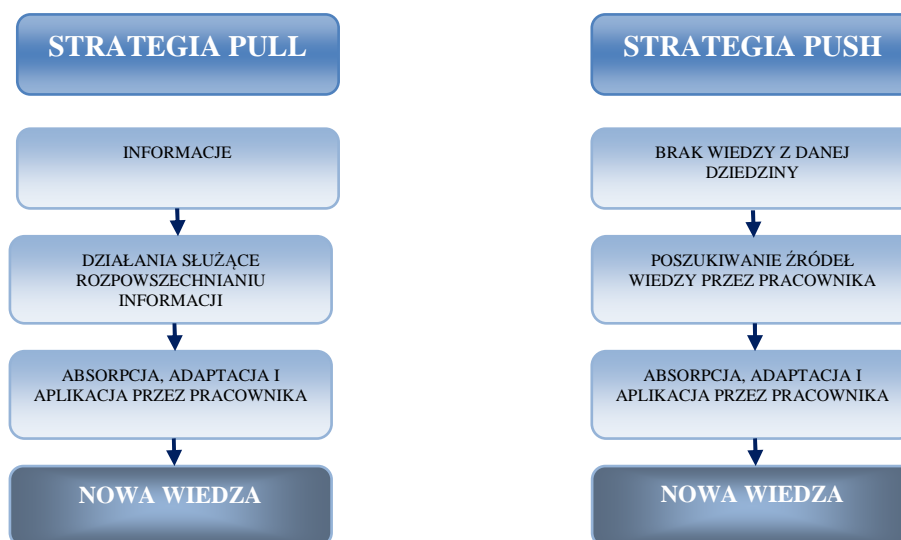 STRATEGIA PULL
INFORMACJE
DZIAŁANIA SŁUŻĄCE
ROZPOWSZECHNIANIU
INFORMACJI
ABSORPCJA, ADAPTACJA I
APLIKACJA PRZEZ PRACOWNIKA
NOWA WIEDZA
STRATEGIA PUSH
BRAK WIEDZY Z DANEJ
DZIEDZINY
POSZUKIWANIE ŹRÓDEŁ
WIEDZY PRZEZ PRACOWNIKA
ABSORPCJA, ADAPTACJA I
APLIKACJA PRZEZ PRACOWNIKA
NOWA WIEDZA